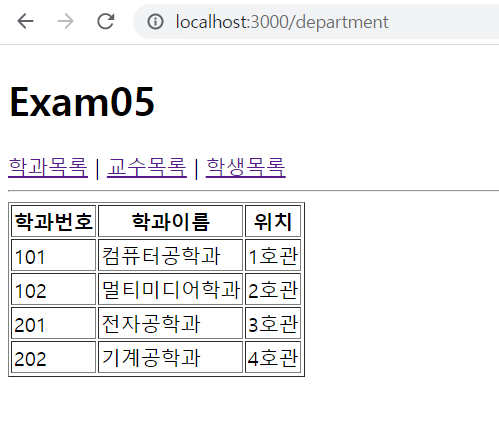 localhost:3000/department
Exam05
학과목록 | 교수목록 | 학생목록
학과번호 학과이름 위치
101 컴퓨터공학과 1호관
102 멀티미디어학과 2호관
201 전자공학과 3호관
202 기계공학과 4호관